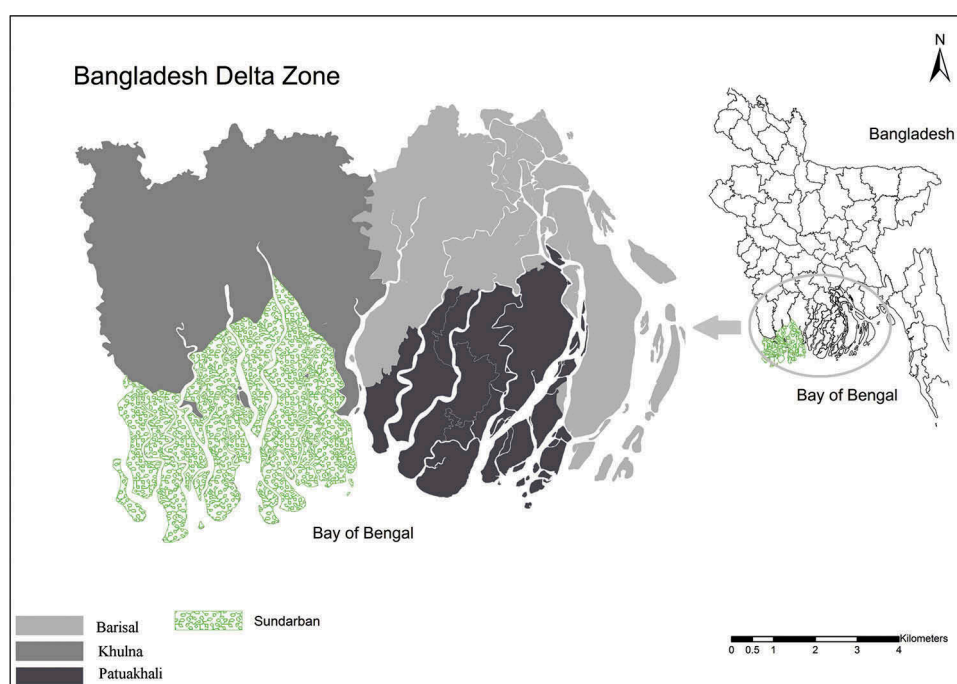 N
Bangladesh Delta Zone
Bangladesh
Bay of Bengal
Bay of Bengal
Barisal
Sundarban
Khulna
Patuakhali
Kilometers
0 0.5 1 2 3 4